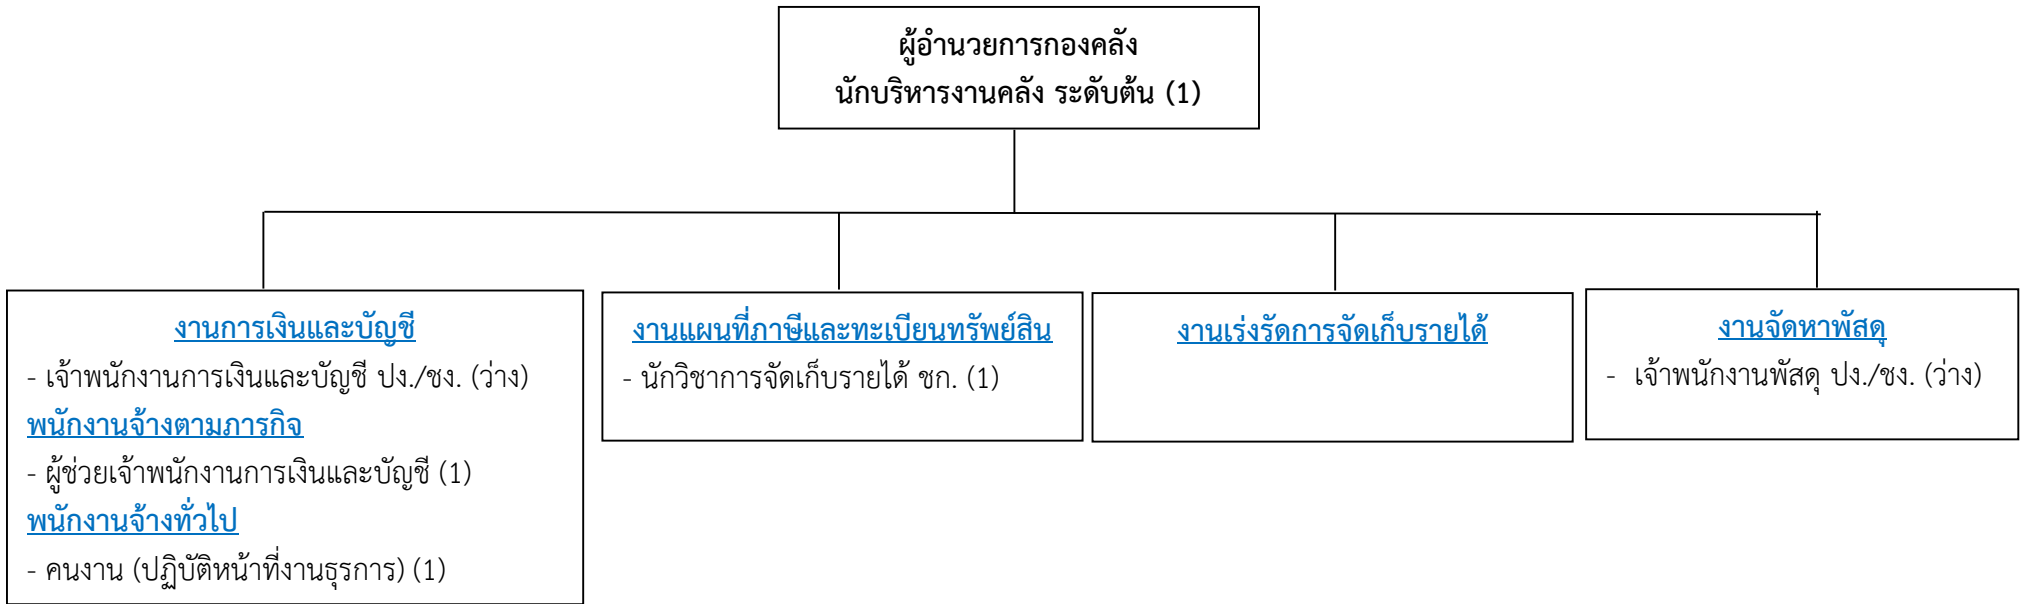 ผู้อำนวยการกองคลัง
นักบริหารงานคลัง ระดับต้น (1)
งานการเงินและบัญชี
- เจ้าพนักงานการเงินและบัญชี ปง./ชง. (ว่าง)
พนักงานจ้างตามภารกิจ
- ผู้ช่วยเจ้าพนักงานการเงินและบัญชี (1)
พนักงานจ้างทั่วไป
- คนงาน (ปฏิบัติหน้าที่งานธุรการ) (1)
งานแผนที่ภาษีและทะเบียนทรัพย์สิน
- นักวิชาการจัดเก็บรายได้ ชก. (1)
งานเร่งรัดการจัดเก็บรายได้
งานจัดหาพัสดุ
- เจ้าพนักงานพัสดุ ปง./ชง. (ว่าง)